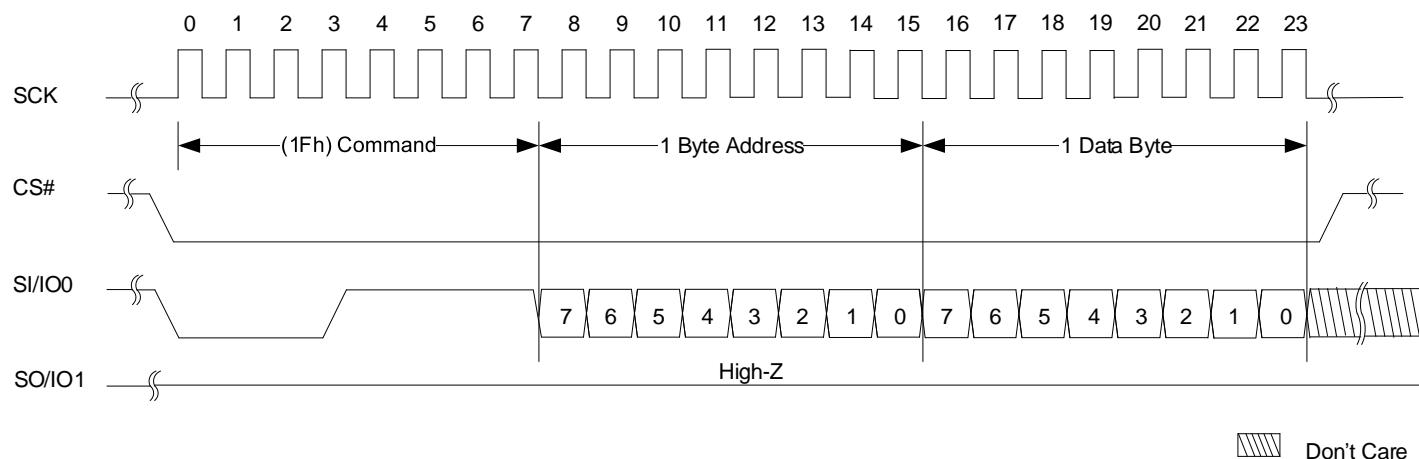 0 1 2 3 4 5 6 7 8 9 10 11 12 13 14 15 16 17 18 19 20 21 22 23
SCK
(1Fh) Command 1 Byte Address 1 Data Byte
CS#
SI/IO0
7 6 5 4 3 2 1 0 7 6 5 4 3 2 1 0
High-Z
SO/IO1
Don't Care